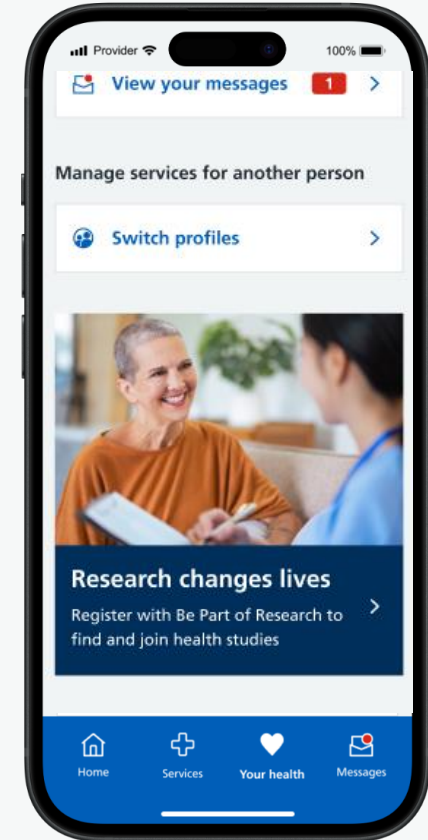 Provider 100%
View your messages 1
Manage services for another person
Switch profiles
Research changes lives
Register with Be Part of Research to
find and join health studies
Home Services Your health Messages